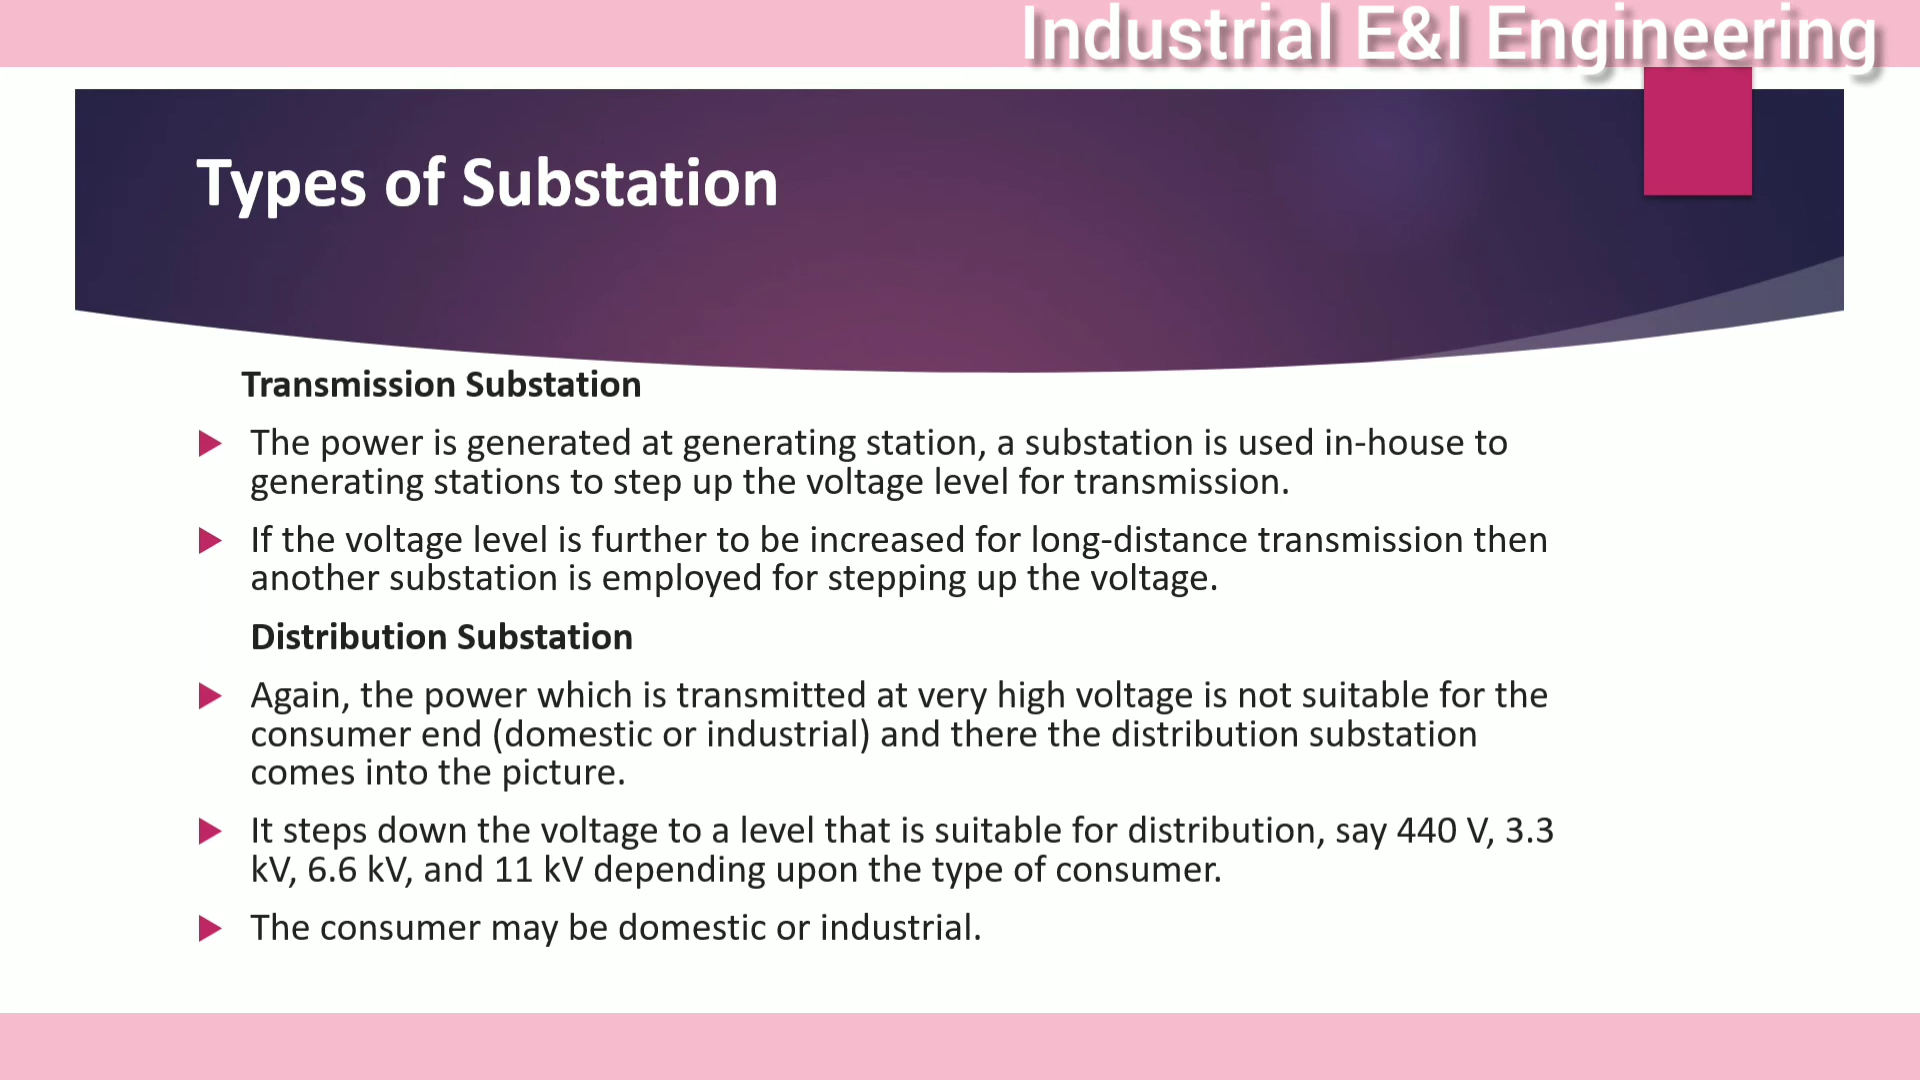 Industrial E&I Engineering
Types of Substation
Transmission Substation
The power is generated at generating station, a substation is used in-house to
generating stations to step up the voltage level for transmission.
If the voltage level is further to be increased for long-distance transmission then
another substation is employed for stepping up the voltage.
Distribution Substation
Again, the power which is transmitted at very high voltage is not suitable for the
consumer end (domestic or industrial) and there the distribution substation
comes into the picture.
It steps down the voltage to a level that is suitable for distribution, say 440 V, 3.3
kV, 6.6 kV, and 11 kV depending upon the type of consumer.
The consumer may be domestic or industrial.